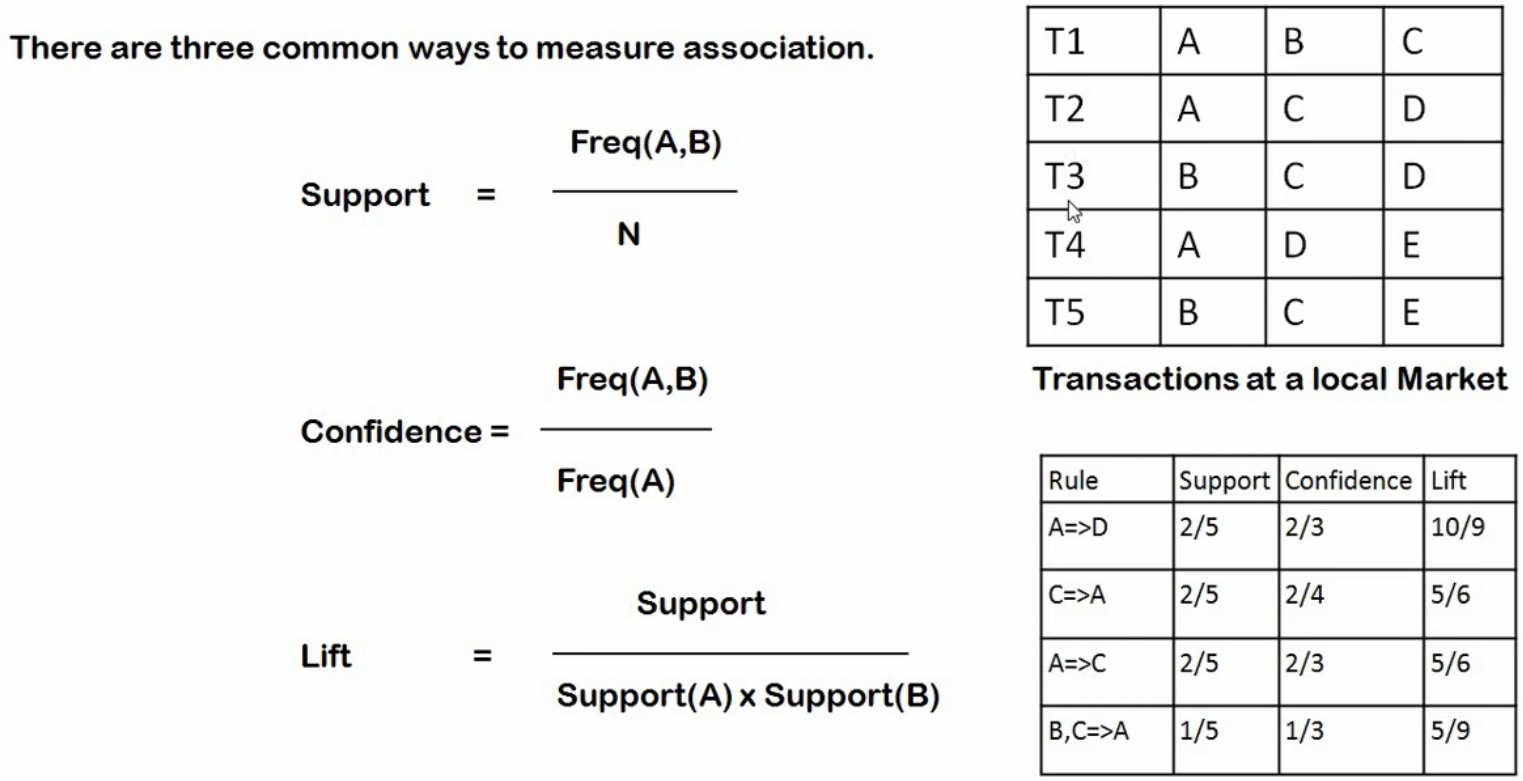 There are three common ways to measure association.
Support = Freq(A,B)
N
Confidence = Freq(A,B)
Freq(A)
Lift = Support
Support(A) x Support(B)
T1 A B C
T2 A C D
T3 B C D
T4 A D E
T5 B C E
Transactions at a local Market
Rule Support Confidence Lift
A=>D 2/5 2/3 10/9
C=>A 2/5 2/4 5/6
A=>C 2/5 2/3 5/6
B,C=>A 1/5 1/3 5/9